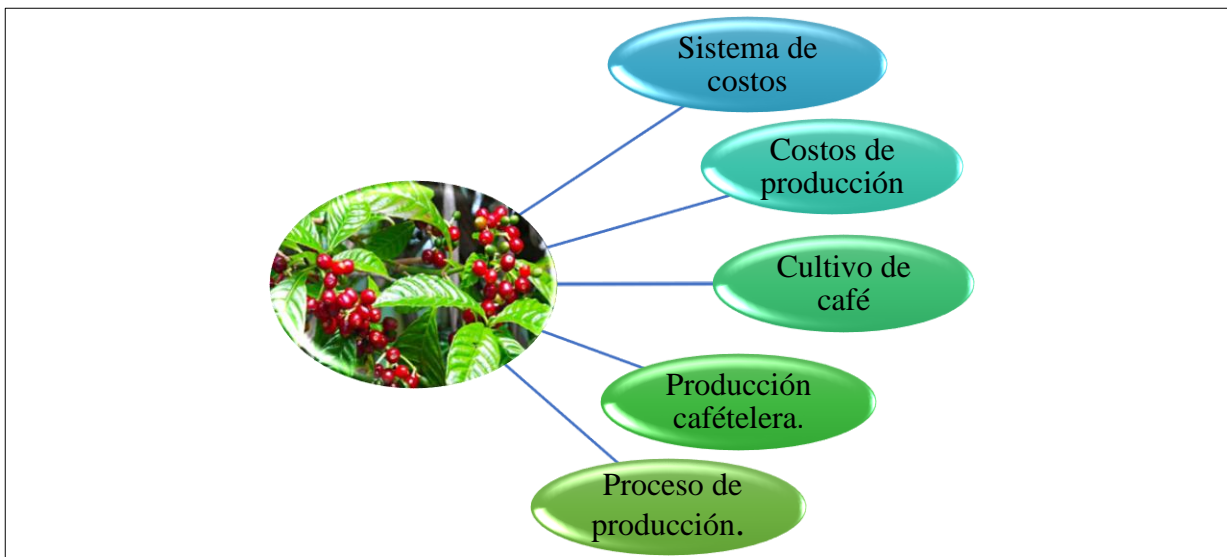 Sistema de
costos
Costos de
producción
Cultivo de
café
Producción
cafételera.
Proceso de
producción.